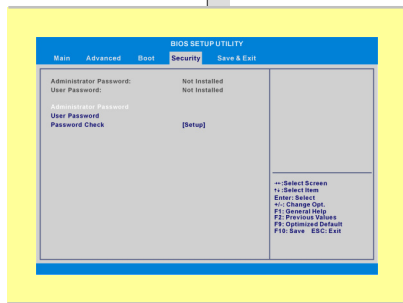 BIOS SETUP UTILITY
Main Advanced Boot Security Save & Exit
Administrator Password: Not Installed
User Password: Not Installed
Administrator Password
User Password
Password Check [Setup]
↔:Select Screen
↑↓:Select Item
Enter: Select
+/-: Change Opt.
F1: General Help
F2: Previous Values
F9: Optimized Default
F10: Save ESC: Exit